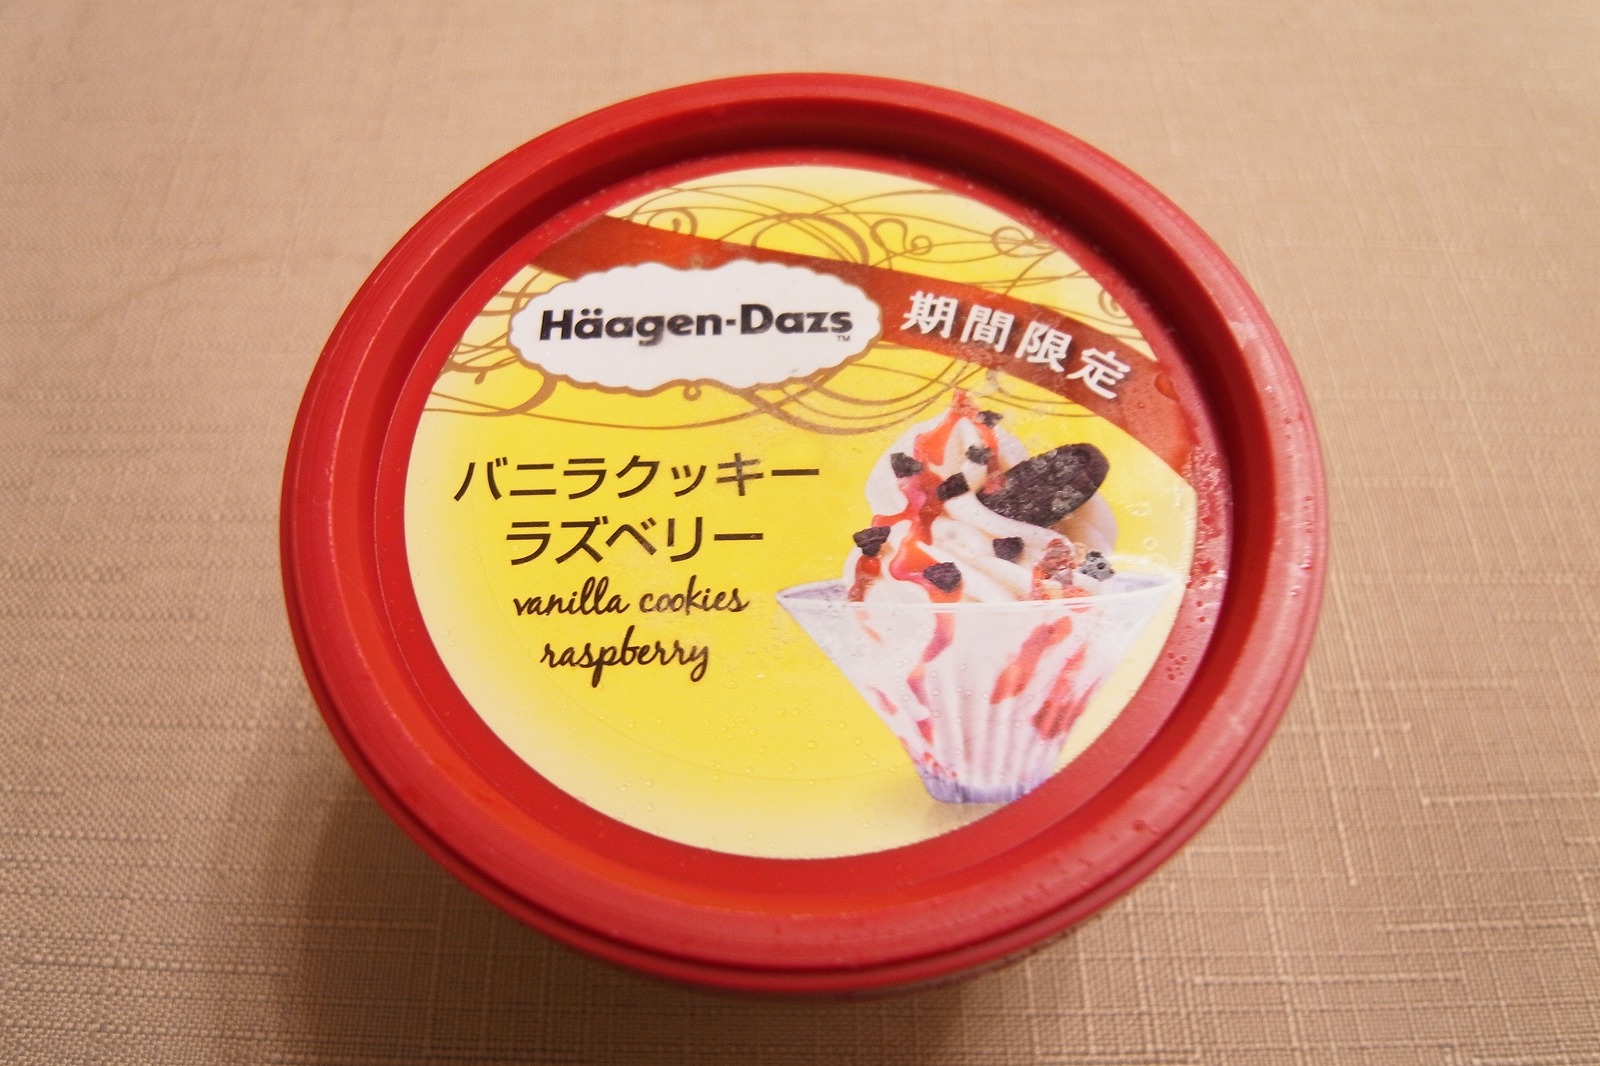 Häagen-Dazs™
期間限定
バニラクッキー
ラズベリー
vanilla cookies
raspberry